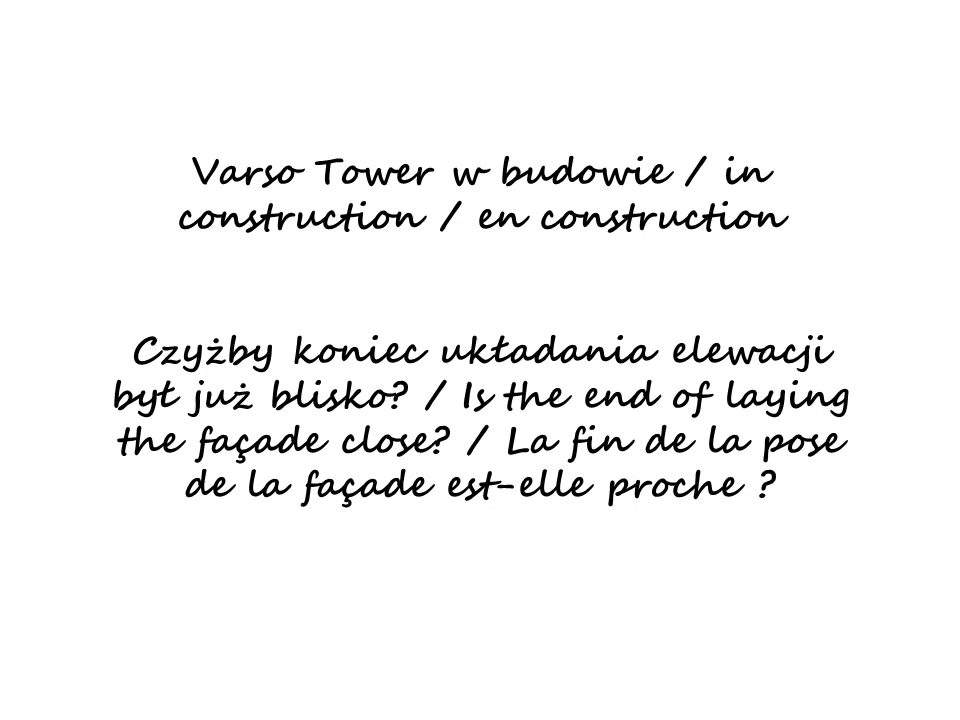 Varso Tower w budowie / in
construction / en construction
Czyżby koniec układania elewacji
był już blisko? / Is the end of laying
the façade close? / La fin de la pose
de la façade est-elle proche ?